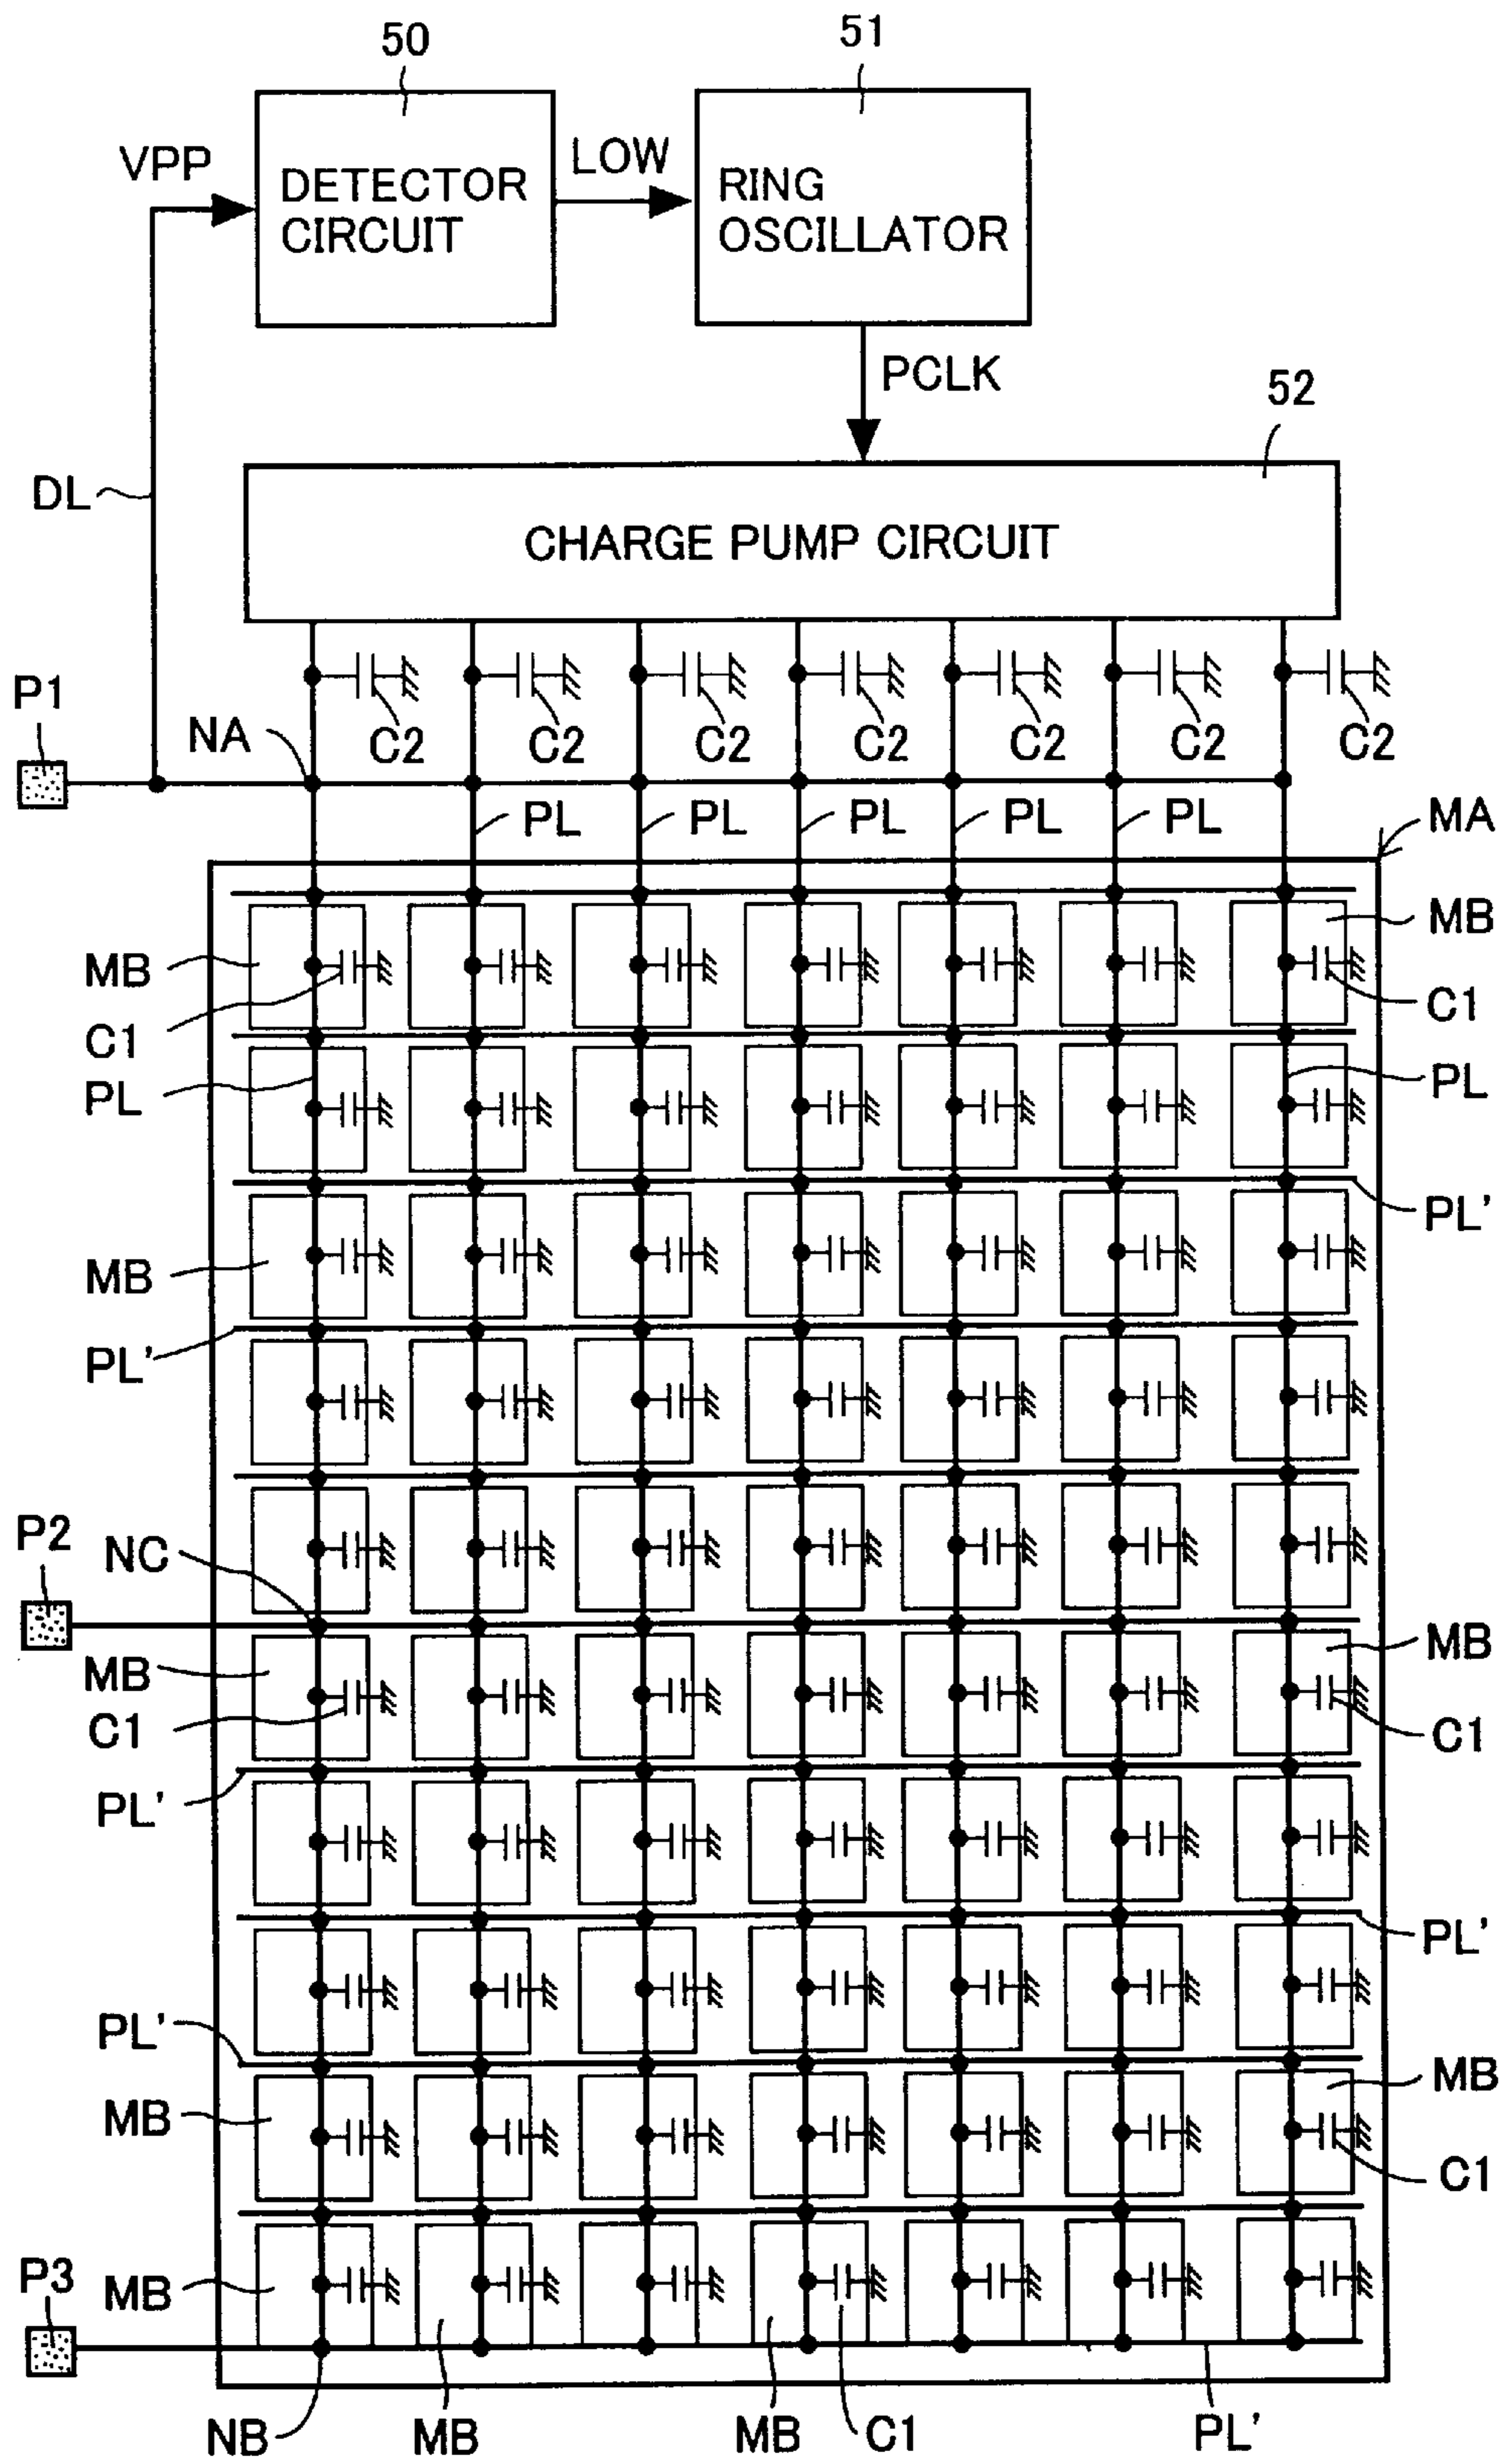 50
51
VPP
DETECTOR
CIRCUIT
LOW
RING
OSCILLATOR
PCLK
52
DL
CHARGE PUMP CIRCUIT
P1
NA
C2 C2 C2 C2 C2 C2 C2
PL PL PL PL PL
MA
MB
MB
C1
C1
PL
PL
PL'
MB
PL'
P2
NC
MB
MB
C1
C1
PL'
PL'
PL'
MB
MB
C1
P3
MB
NB
MB
MB
C1
PL'